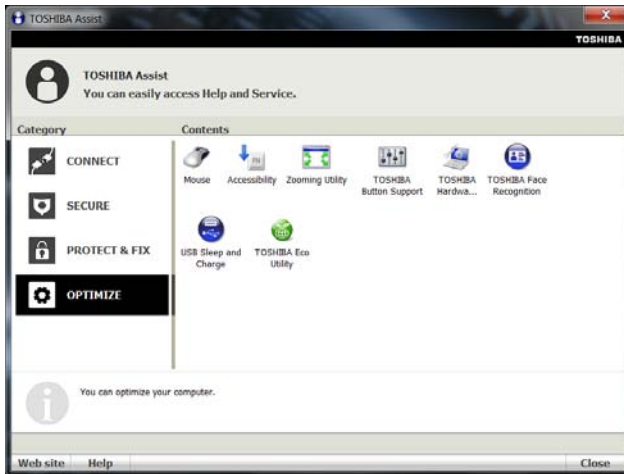 TOSHIBA Assist
TOSHIBA
TOSHIBA Assist
You can easily access Help and Service.
Category
Contents
CONNECT
SECURE
PROTECT & FIX
OPTIMIZE
Mouse
Accessibility
Zooming Utility
TOSHIBA
Button Support
TOSHIBA
Hardwa...
TOSHIBA Face
Recognition
USB Sleep and
Charge
TOSHIBA Eco
Utility
You can optimize your computer.
Web site
Help
Close